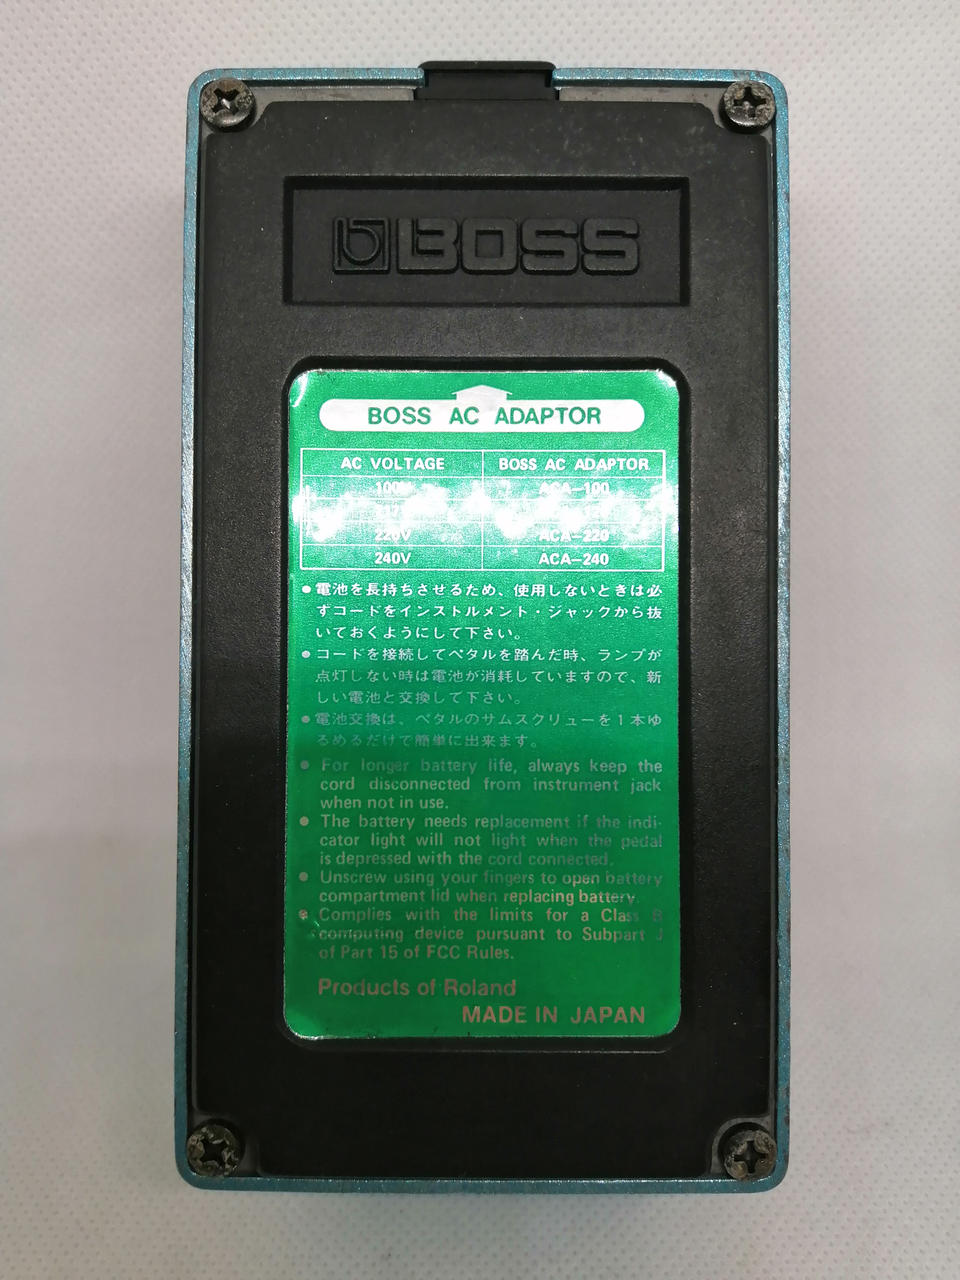 BOSS
BOSS AC ADAPTOR
AC VOLTAGE BOSS AC ADAPTOR
100V ACA-100
220V ACA-220
240V ACA-240
●電池を長持ちさせるため、使用しないときは必
ずコードをインストルメント・ジャックから抜
いておくようにして下さい。
●コードを接続してペタルを踏んだ時、ランプが
点灯しない時は電池が消耗していますので、新
しい電池と交換して下さい。
●電池交換は、ペタルのサムスクリューを1本ゆ
るめるだけで簡単に出来ます。
● For longer battery life, always keep the
cord disconnected from instrument jack
when not in use.
● The battery needs replacement if the indi-
cator light will not light when the pedal
is depressed with the cord connected.
● Unscrew using your fingers to open battery
compartment lid when replacing battery.
● Complies with the limits for a Class B
computing device pursuant to Subpart J
of Part 15 of FCC Rules.
Products of Roland
MADE IN JAPAN